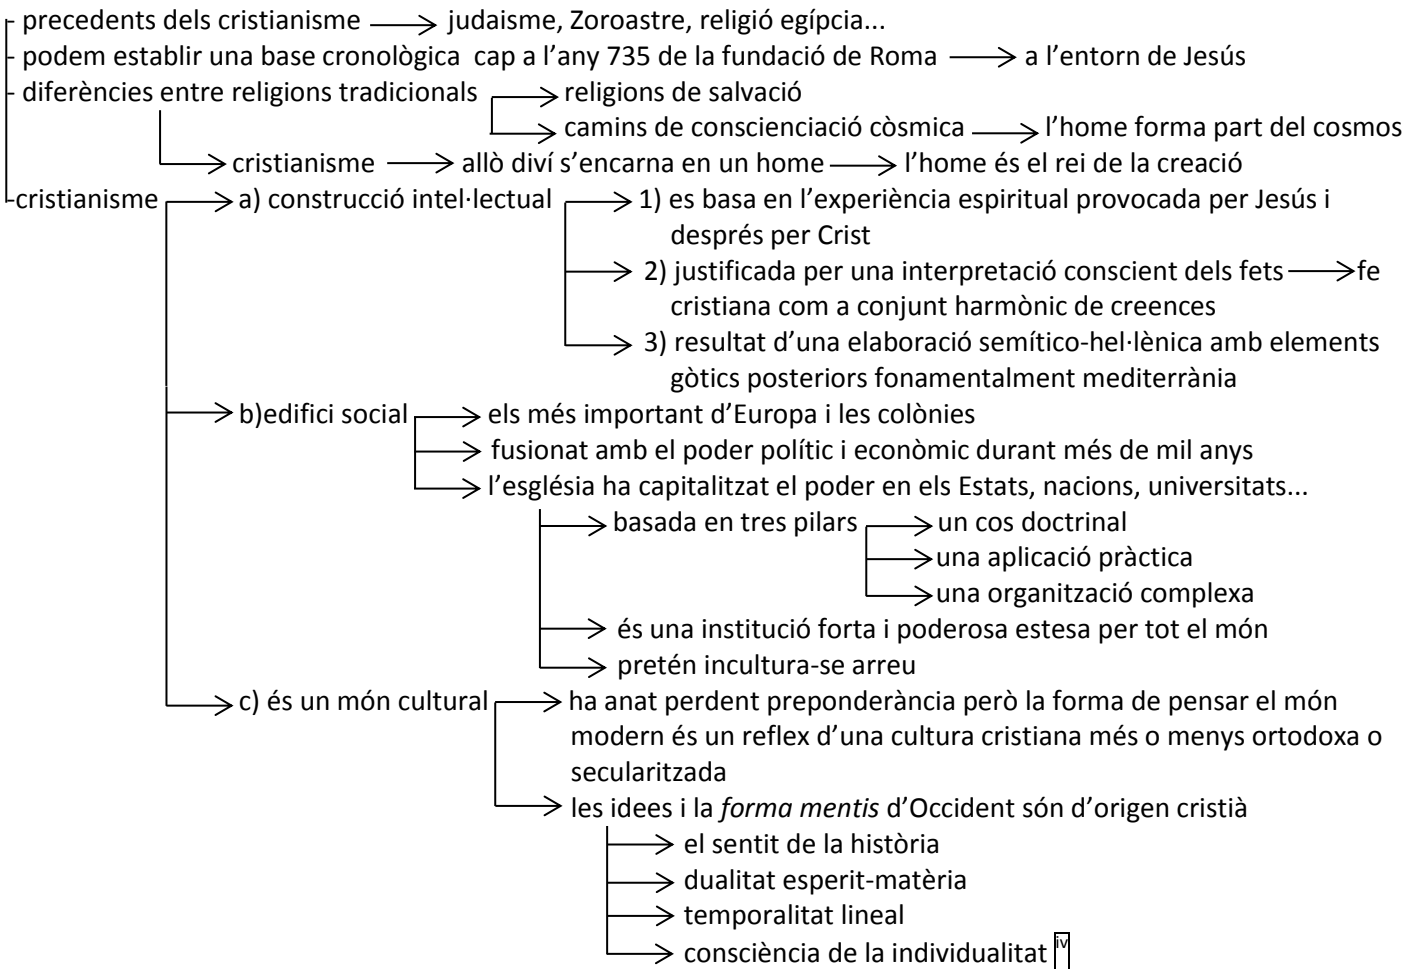 - precedents dels cristianisme judaisme, Zoroastre, religió egípcia...
- podem establir una base cronològica cap a l’any 735 de la fundació de Roma a l’entorn de Jesús
- diferències entre religions tradicionals religions de salvació
camins de conscienciació còsmica l’home forma part del cosmos
cristianisme allò diví s’encarna en un home l’home és el rei de la creació
-cristianisme a) construcció intel·lectual 1) es basa en l’experiència espiritual provocada per Jesús i
després per Crist
2) justificada per una interpretació conscient dels fets fe
cristiana com a conjunt harmònic de creences
3) resultat d’una elaboració semítico-hel·lènica amb elements
gòtics posteriors fonamentalment mediterrània
b)edifici social els més important d’Europa i les colònies
fusionat amb el poder polític i econòmic durant més de mil anys
l’església ha capitalitzat el poder en els Estats, nacions, universitats...
basada en tres pilars un cos doctrinal
una aplicació pràctica
una organització complexa
és una institució forta i poderosa estesa per tot el món
pretén incultura-se arreu
c) és un món cultural ha anat perdent preponderància però la forma de pensar el món
modern és un reflex d’una cultura cristiana més o menys ortodoxa o
secularitzada
les idees i la forma mentis d’Occident són d’origen cristià
el sentit de la història
dualitat esperit-matèria
temporalitat lineal
consciència de la individualitat iv